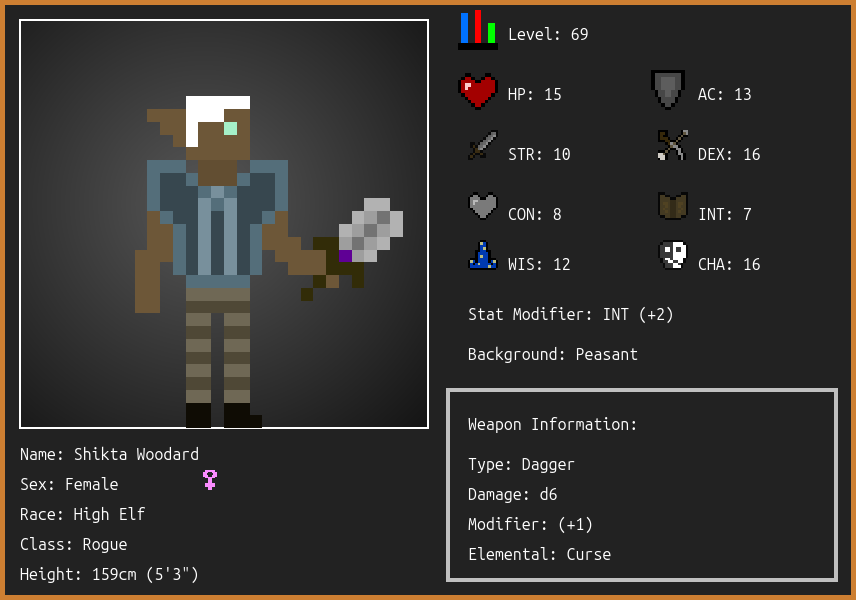 Level: 69
HP: 15
AC: 13
STR: 10
DEX: 16
CON: 8
INT: 7
WIS: 12
CHA: 16
Stat Modifier: INT (+2)
Background: Peasant
Weapon Information:
Type: Dagger
Damage: d6
Modifier: (+1)
Elemental: Curse
Name: Shikta Woodard
Sex: Female
Race: High Elf
Class: Rogue
Height: 159cm (5'3")